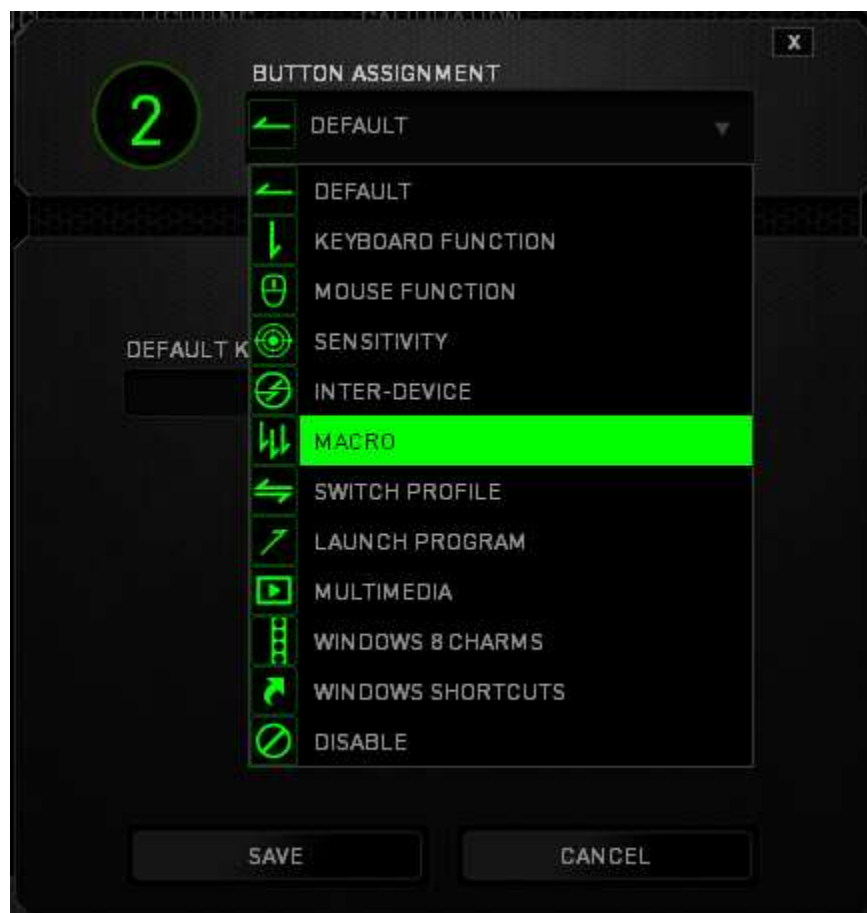 X
BUTTON ASSIGNMENT
2
DEFAULT
DEFAULT
KEYBOARD FUNCTION
MOUSE FUNCTION
SENSITIVITY
DEFAULT K
INTER-DEVICE
MACRO
SWITCH PROFILE
LAUNCH PROGRAM
MULTIMEDIA
WINDOWS 8 CHARMS
WINDOWS SHORTCUTS
DISABLE
SAVE
CANCEL